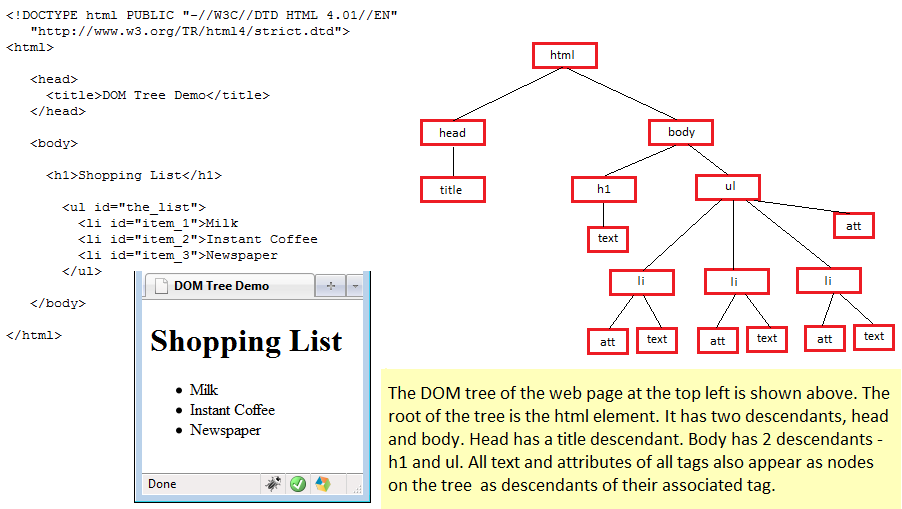 <!DOCTYPE html PUBLIC "-//W3C//DTD HTML 4.01//EN"
"http://www.w3.org/TR/html4/strict.dtd">
<html>
<head>
<title>DOM Tree Demo</title>
</head>
<body>
<h1>Shopping List</h1>
<ul id="the_list">
<li id="item_1">Milk
<li id="item_2">Instant Coffee
<li id="item_3">Newspaper
</ul>
</body>
</html>
DOM Tree Demo
Shopping List
Milk
Instant Coffee
Newspaper
Done
html
head
body
title
h1
ul
text
att
li
li
li
att
text
att
text
att
text
The DOM tree of the web page at the top left is shown above. The
root of the tree is the html element. It has two descendants, head
and body. Head has a title descendant. Body has 2 descendants -
h1 and ul. All text and attributes of all tags also appear as nodes
on the tree as descendants of their associated tag.